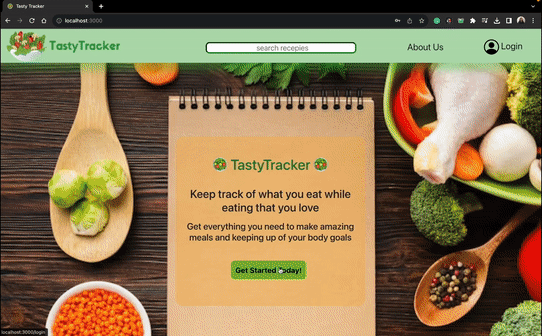 Tasty Tracker
localhost:3000
TastyTracker
search recepies
About Us
Login
TastyTracker
Keep track of what you eat while
eating that you love
Get everything you need to make amazing
meals and keeping up of your body goals
Get Started Today!
localhost:3000/login